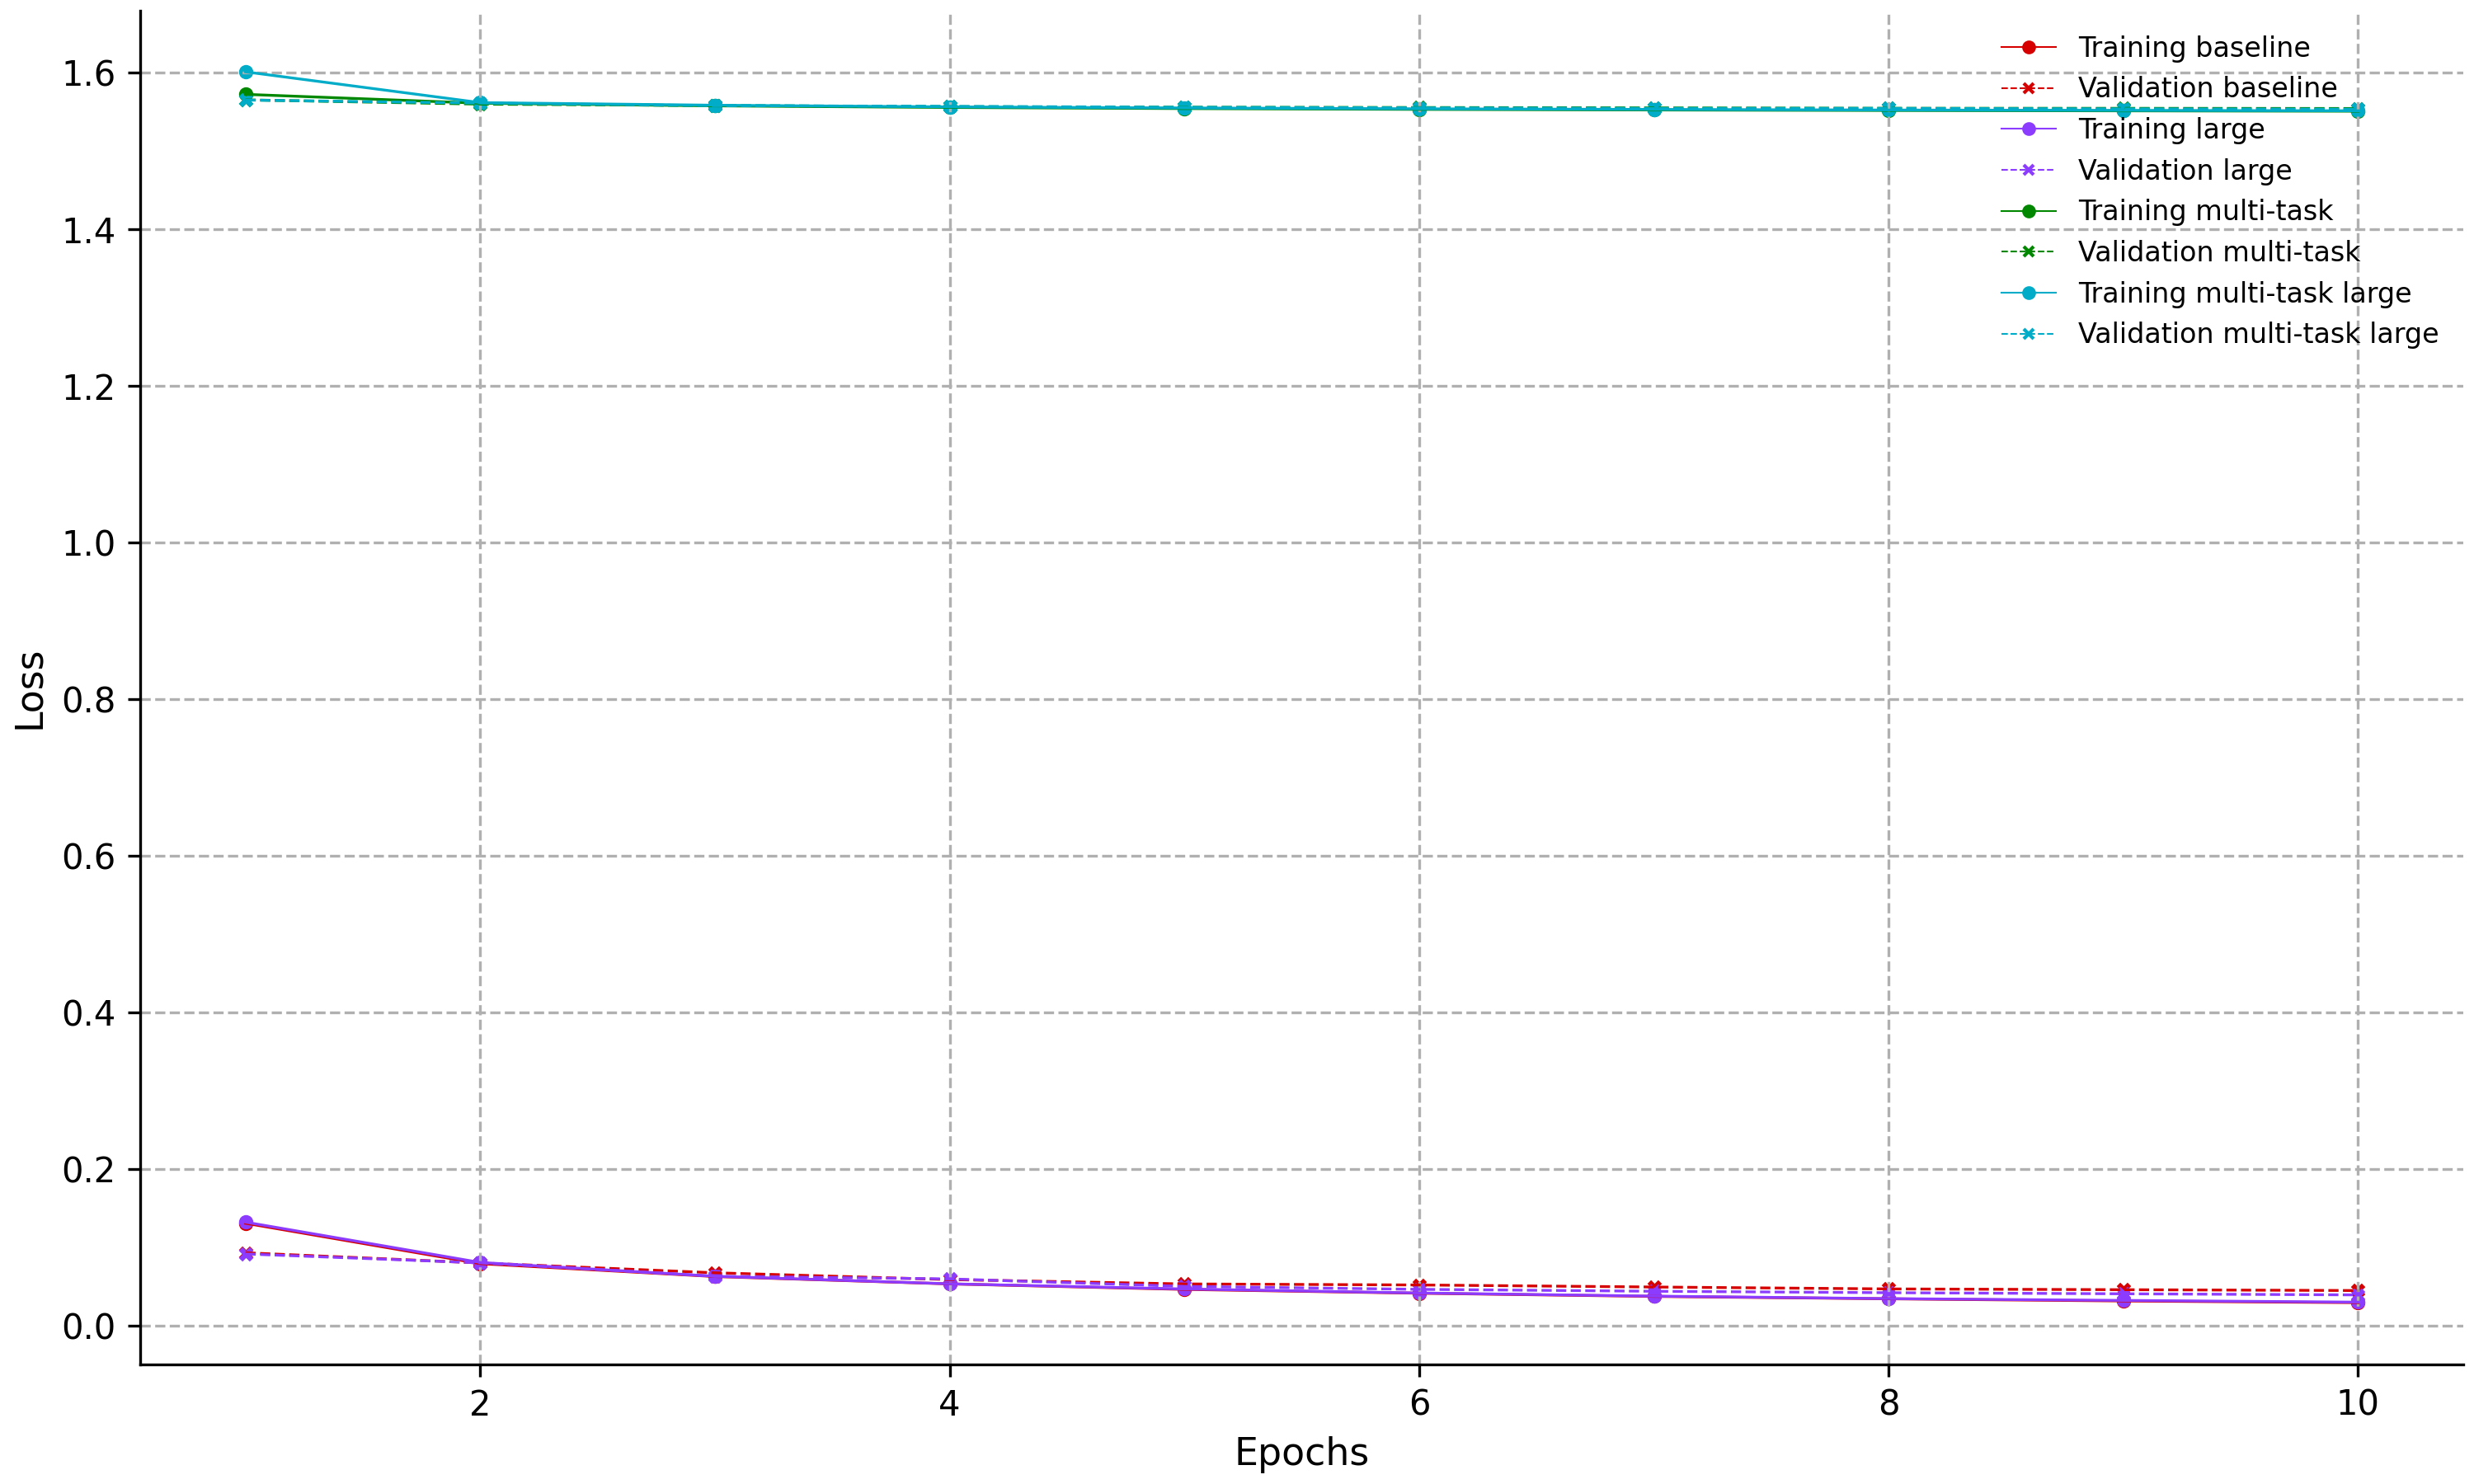 Training baseline
Validation baseline
Training large
Validation large
Training multi-task
Validation multi-task
Training multi-task large
Validation multi-task large
1.6
1.4
1.2
1.0
0.8
0.6
0.4
0.2
0.0
Loss
2 4 6 8 10
Epochs